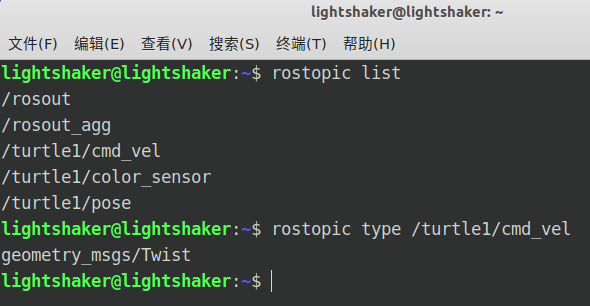 lightshaker@lightshaker: ~
文件(F) 编辑(E) 查看(V) 搜索(S) 终端(T) 帮助(H)
lightshaker@lightshaker:~$ rostopic list
/rosout
/rosout_agg
/turtle1/cmd_vel
/turtle1/color_sensor
/turtle1/pose
lightshaker@lightshaker:~$ rostopic type /turtle1/cmd_vel
geometry_msgs/Twist
lightshaker@lightshaker:~$